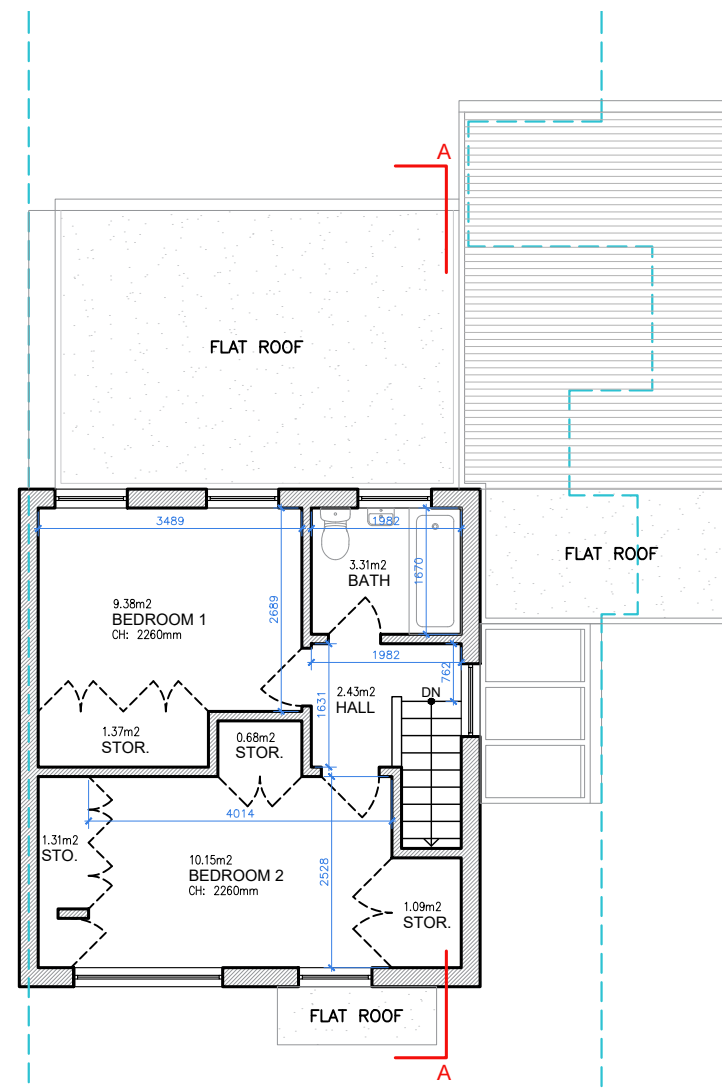 A
FLAT ROOF
3489
1982
3.31m2
BATH
1670
FLAT ROOF
9.38m2
BEDROOM 1
CH: 2260mm
2689
1982
762
1631
2.43m2
HALL
DN
1.37m2
STOR.
0.68m2
STOR.
4014
1.31m2
STO.
10.15m2
BEDROOM 2
CH: 2260mm
2528
1.09m2
STOR.
FLAT ROOF
A